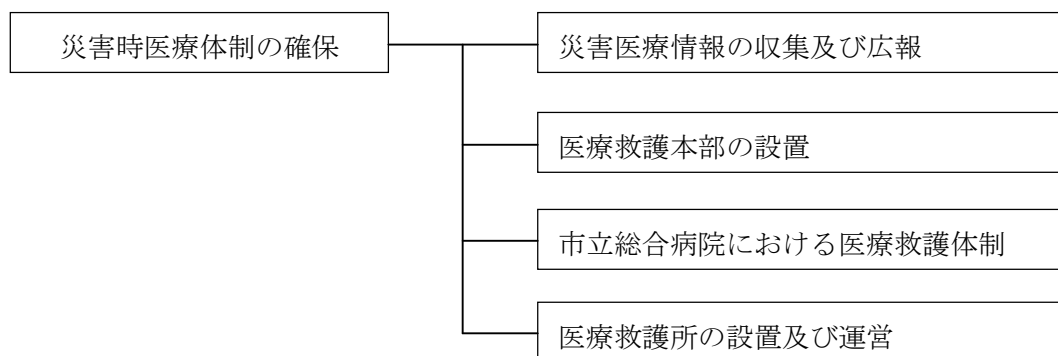 災害時医療体制の確保
災害医療情報の収集及び広報
医療救護本部の設置
市立総合病院における医療救護体制
医療救護所の設置及び運営